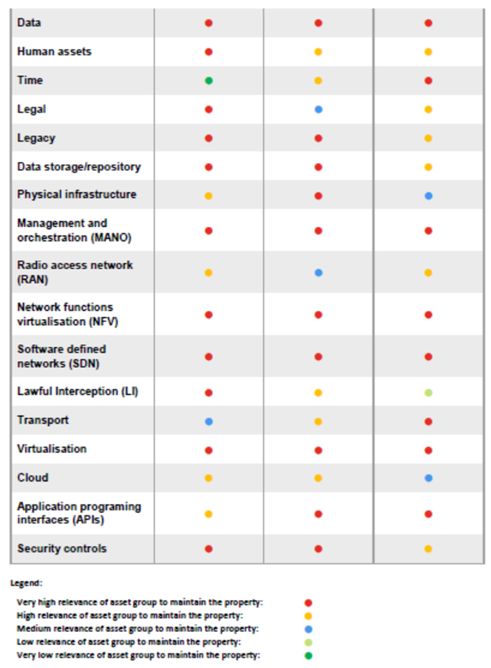 Data
Human assets
Time
Legal
Legacy
Data storage/repository
Physical infrastructure
Management and
orchestration (MANO)
Radio access network
(RAN)
Network functions
virtualisation (NFV)
Software defined
networks (SDN)
Lawful Interception (LI)
Transport
Virtualisation
Cloud
Application programing
interfaces (APIs)
Security controls
Legend:
Very high relevance of asset group to maintain the property:
High relevance of asset group to maintain the property:
Medium relevance of asset group to maintain the property:
Low relevance of asset group to maintain the property:
Very low relevance of asset group to maintain the property: